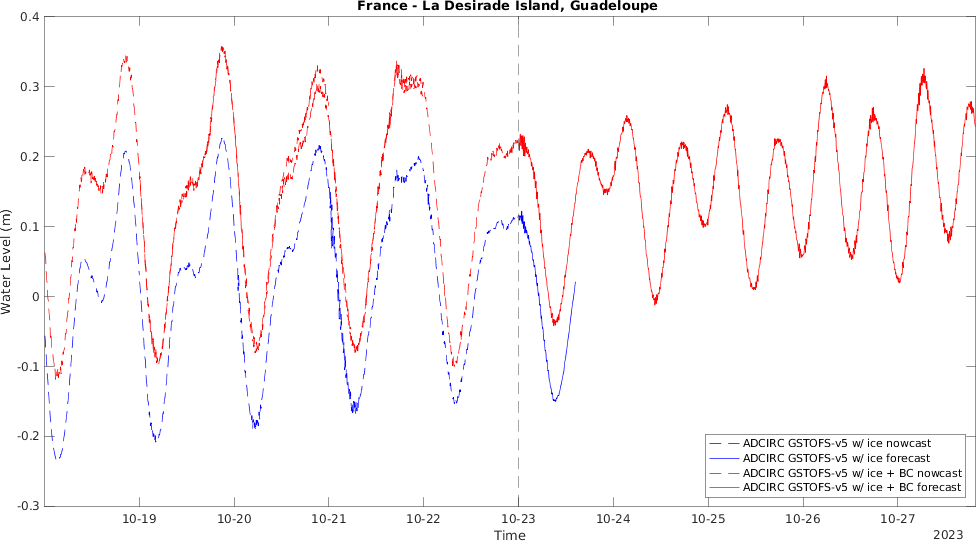 France - La Desirade Island, Guadeloupe
0.4
0.3
0.2
0.1
0
-0.1
-0.2
-0.3
Water Level (m)
ADCIRC GSTOFS-v5 w/ ice nowcast
ADCIRC GSTOFS-v5 w/ ice forecast
ADCIRC GSTOFS-v5 w/ ice + BC nowcast
ADCIRC GSTOFS-v5 w/ ice + BC forecast
10-19 10-20 10-21 10-22 10-23 10-24 10-25 10-26 10-27
Time
2023